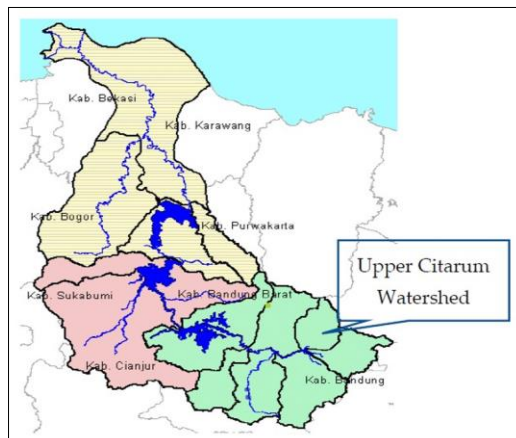 Kab. Bekasi
Kab. Karawang
Kab. Bogor
Kab. Purwakarta
Upper Citarum
Watershed
Kab. Sukabumi
Kab. Bandung Barat
Kab. Cianjur
Kab. Bandung